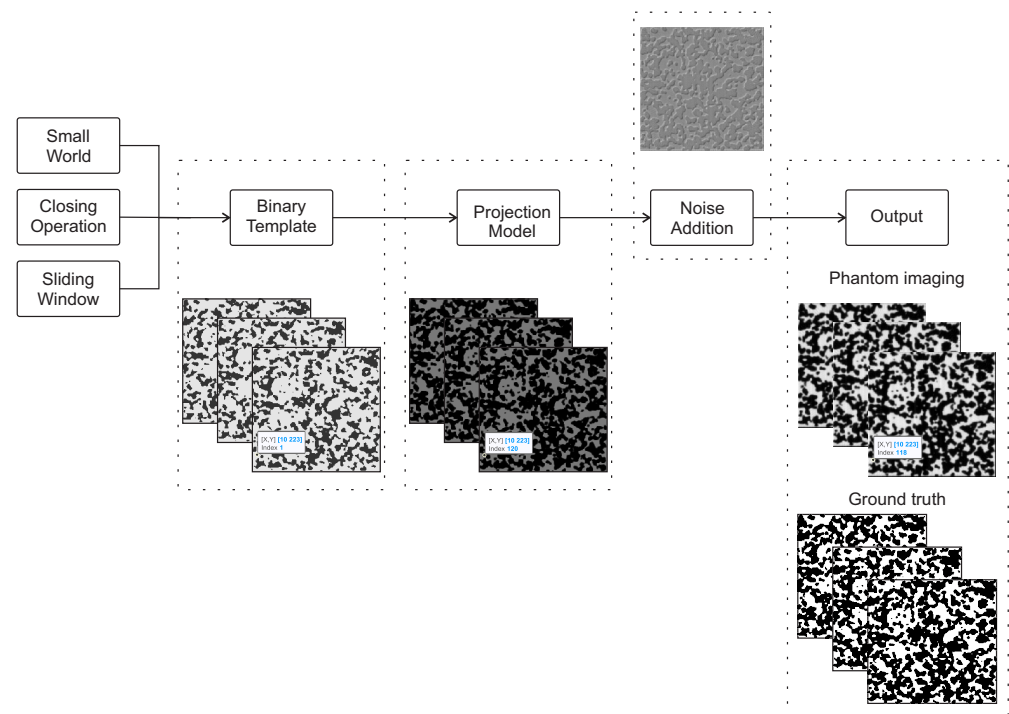 Small
World
Closing
Operation
Sliding
Window
Binary
Template
Projection
Model
Noise
Addition
Output
[X,Y] [10 223]
Index 1
[X,Y] [10 223]
Index 120
Phantom imaging
[X,Y] [10 223]
Index 118
Ground truth